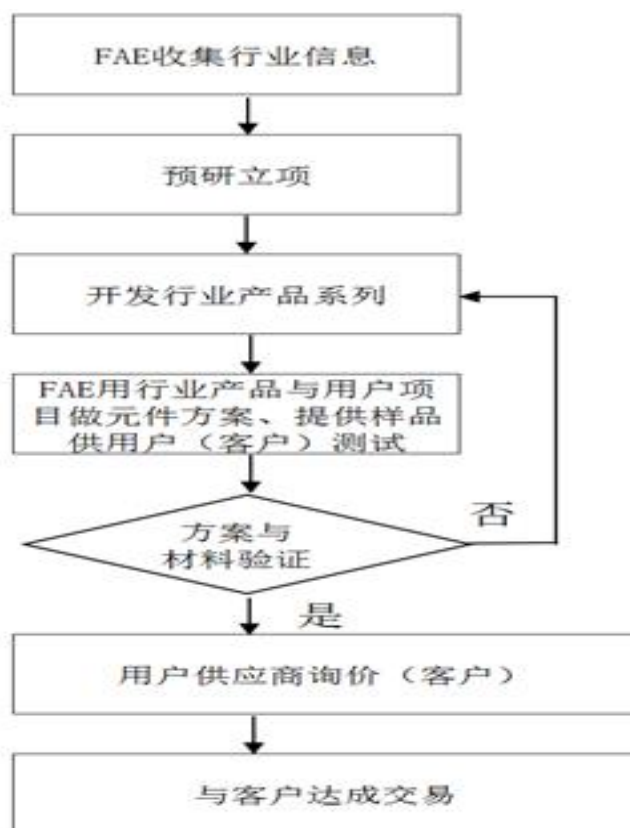 FAE收集行业信息
预研立项
开发行业产品系列
FAE用行业产品与用户项
目做元件方案、提供样品
供用户（客户）测试
方案与
材料验证
否
是
用户供应商询价（客户）
与客户达成交易